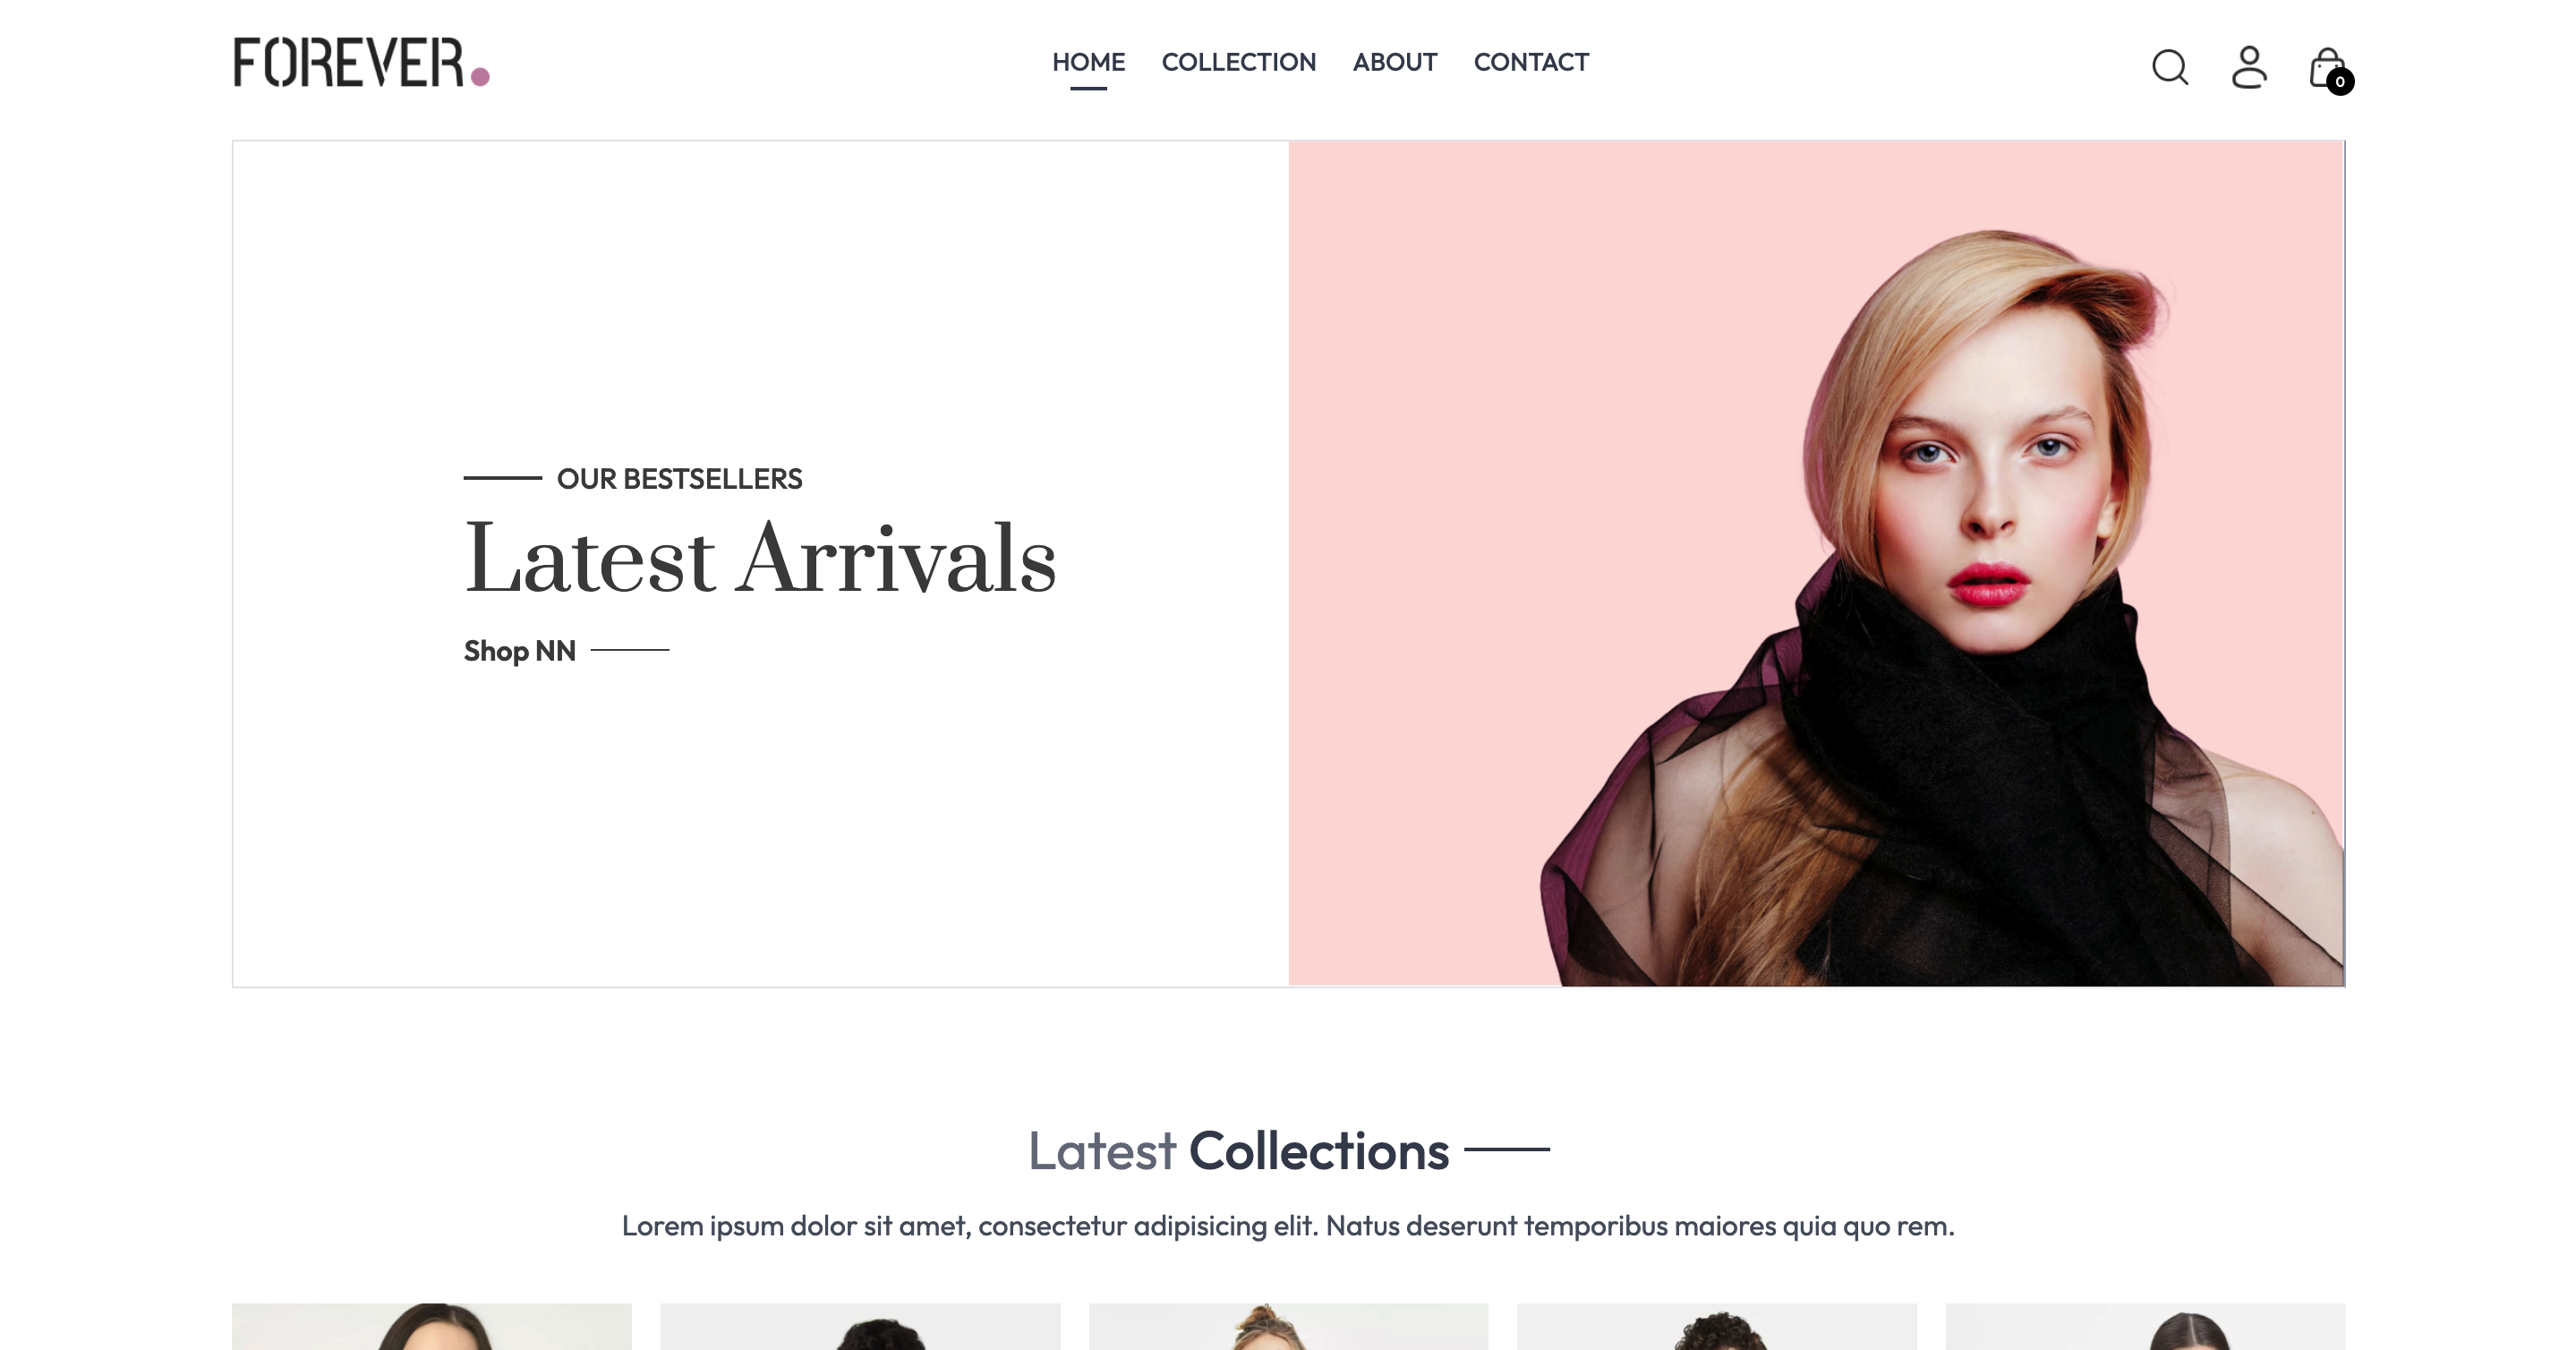 FOREVER.
HOME COLLECTION ABOUT CONTACT
0
OUR BESTSELLERS
Latest Arrivals
Shop NN
Latest Collections
Lorem ipsum dolor sit amet, consectetur adipisicing elit. Natus deserunt temporibus maiores quia quo rem.